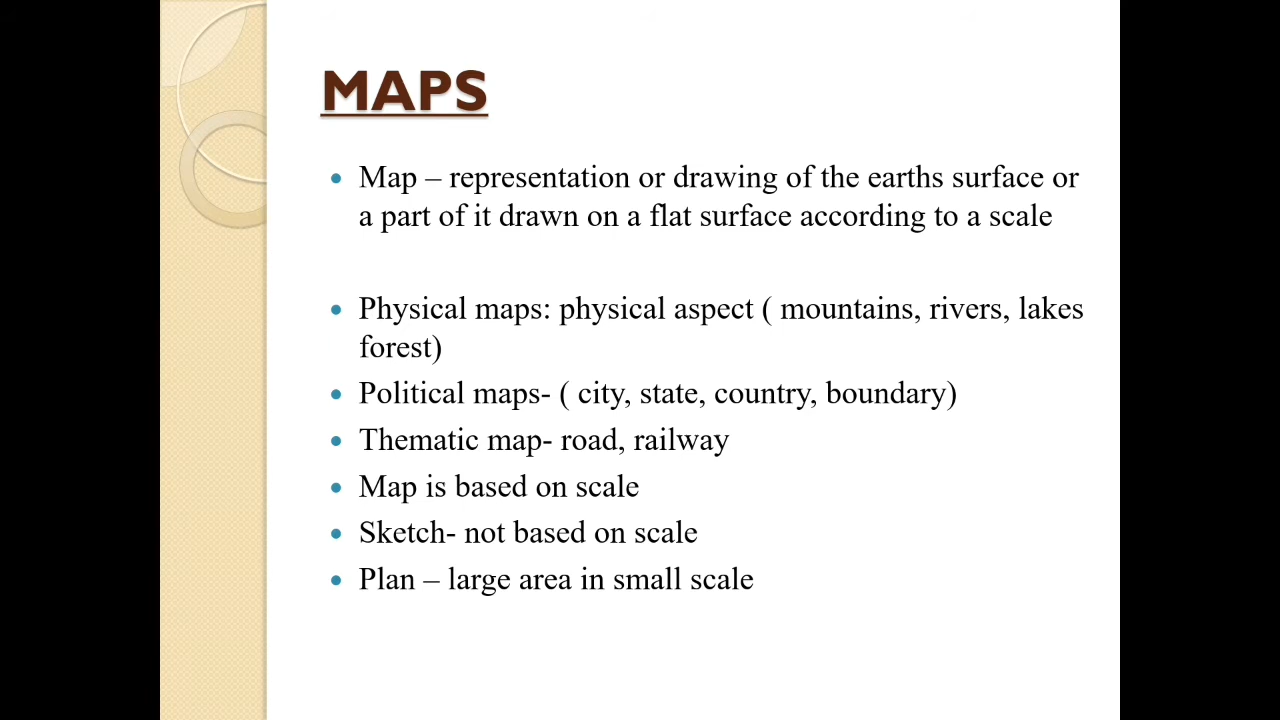 MAPS
Map – representation or drawing of the earths surface or
a part of it drawn on a flat surface according to a scale
Physical maps: physical aspect ( mountains, rivers, lakes
forest)
Political maps- ( city, state, country, boundary)
Thematic map- road, railway
Map is based on scale
Sketch- not based on scale
Plan – large area in small scale